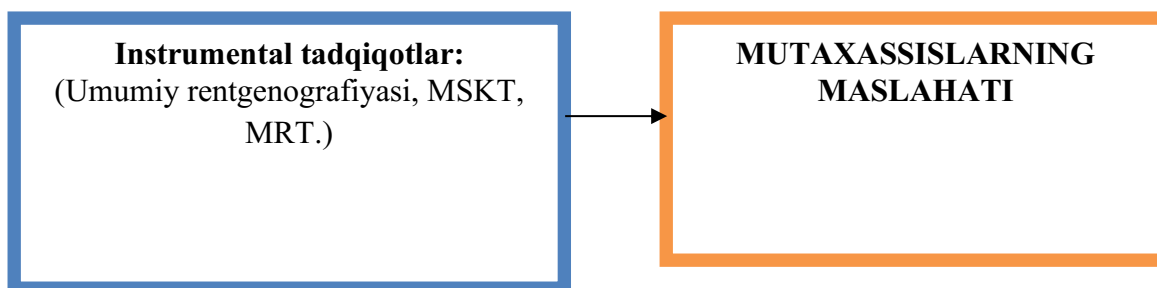 Instrumental tadqiqotlar:
(Umumiy rentgenografiyasi, MSKT,
MRT.)
MUTAXASSISLARNING
MASLAHATI